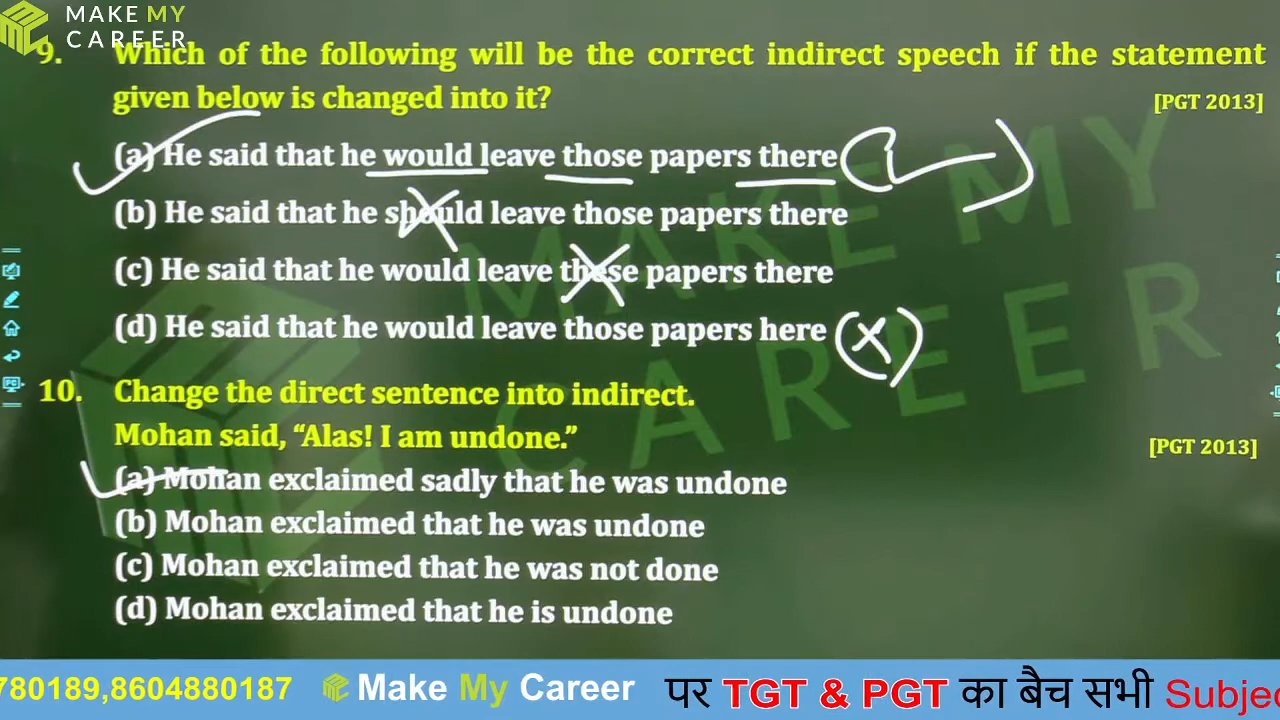 MAKE MY
CAREER
9. Which of the following will be the correct indirect speech if the statement
given below is changed into it? [PGT 2013]
(a) He said that he would leave those papers there
(b) He said that he should leave those papers there
(c) He said that he would leave these papers there
(d) He said that he would leave those papers here
MAKE MY
CAREER
10. Change the direct sentence into indirect.
Mohan said, “Alas! I am undone.” [PGT 2013]
(a) Mohan exclaimed sadly that he was undone
(b) Mohan exclaimed that he was undone
(c) Mohan exclaimed that he was not done
(d) Mohan exclaimed that he is undone
780189,8604880187 Make My Career पर TGT & PGT का बैच सभी Subjec